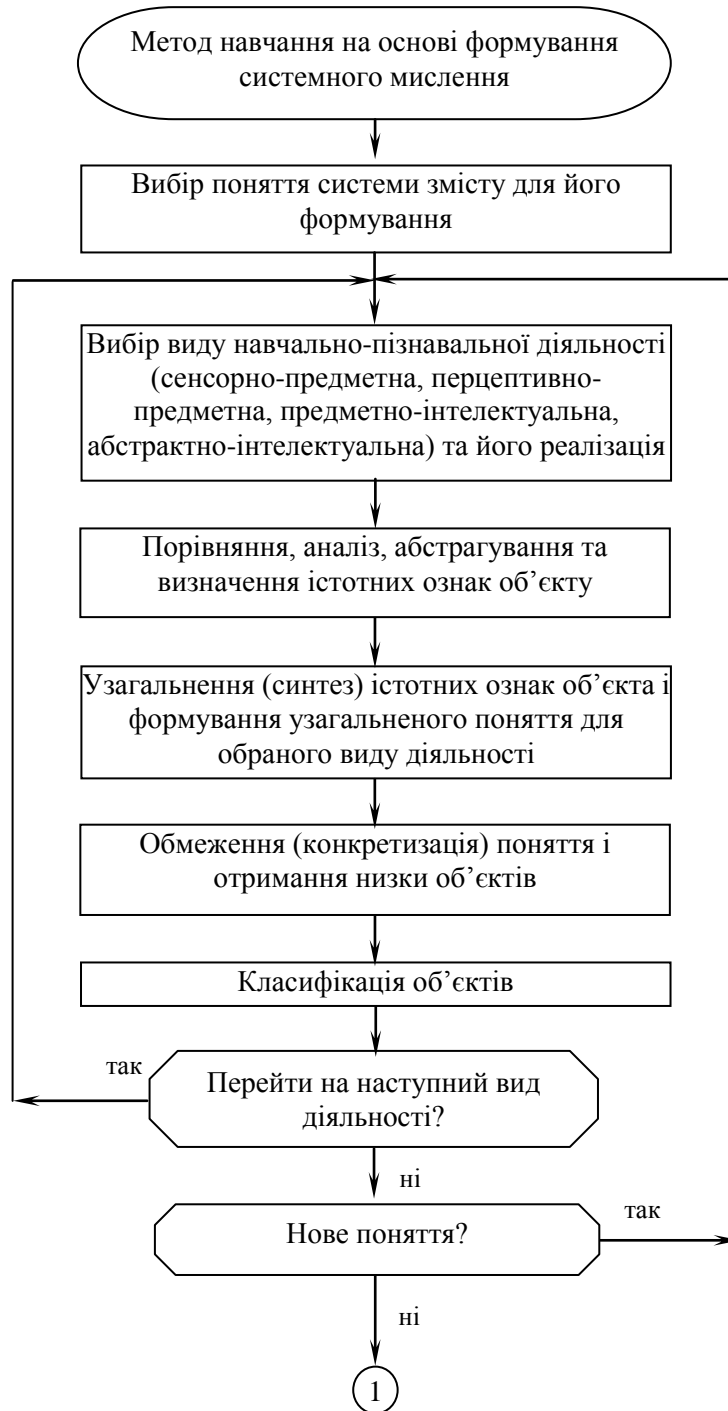 Метод навчання на основі формування
системного мислення
Вибір поняття системи змісту для його
формування
Вибір виду навчально-пізнавальної діяльності
(сенсорно-предметна, перцептивно-
предметна, предметно-інтелектуальна,
абстрактно-інтелектуальна) та його реалізація
Порівняння, аналіз, абстрагування та
визначення істотних ознак об’єкту
Узагальнення (синтез) істотних ознак об’єкта і
формування узагальненого поняття для
обраного виду діяльності
Обмеження (конкретизація) поняття і
отримання низки об’єктів
Класифікація об’єктів
так
Перейти на наступний вид
діяльності?
ні
Нове поняття?
так
ні
1